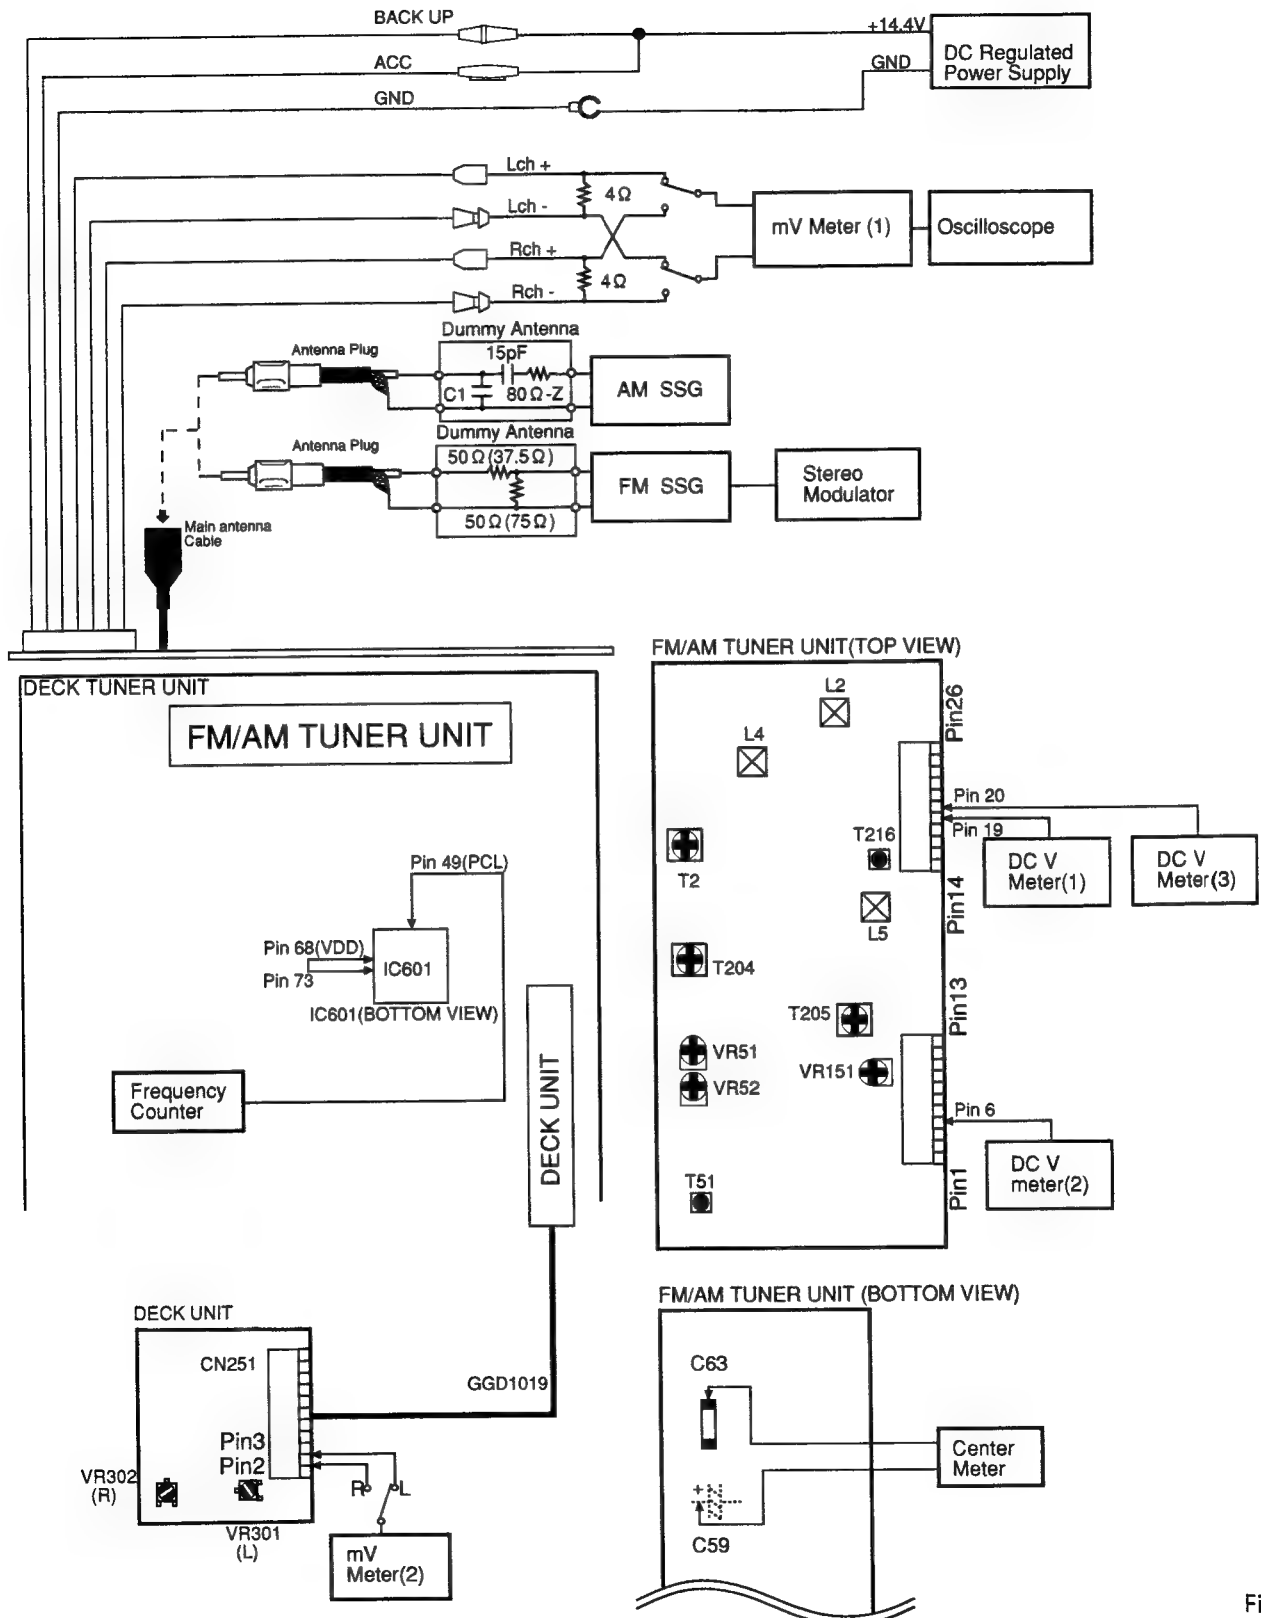 BACK UP
+14.4V
DC Regulated
Power Supply
ACC
GND
GND
Lch +
4Ω
Lch -
mV Meter (1)
Oscilloscope
Rch +
4Ω
Rch -
Dummy Antenna
Antenna Plug
15pF
C1
80Ω-Z
AM SSG
Dummy Antenna
Antenna Plug
50Ω(37.5Ω)
FM SSG
Stereo
Modulator
50Ω(75Ω)
Main antenna
Cable
DECK TUNER UNIT
FM/AM TUNER UNIT
Pin 49(PCL)
Pin 68(VDD)
Pin 73
IC601
IC601(BOTTOM VIEW)
Frequency
Counter
DECK UNIT
FM/AM TUNER UNIT(TOP VIEW)
L2
L4
Pin26
Pin 20
Pin 19
T216
T2
DC V
Meter(1)
DC V
Meter(3)
Pin14
L5
T204
T205
Pin13
VR51
VR52
VR151
Pin 6
DC V
meter(2)
T51
Pin1
DECK UNIT
CN251
GGD1019
Pin3
Pin2
VR302
(R)
R
L
VR301
(L)
mV
Meter(2)
FM/AM TUNER UNIT (BOTTOM VIEW)
C63
Center
Meter
+
C59
Fi